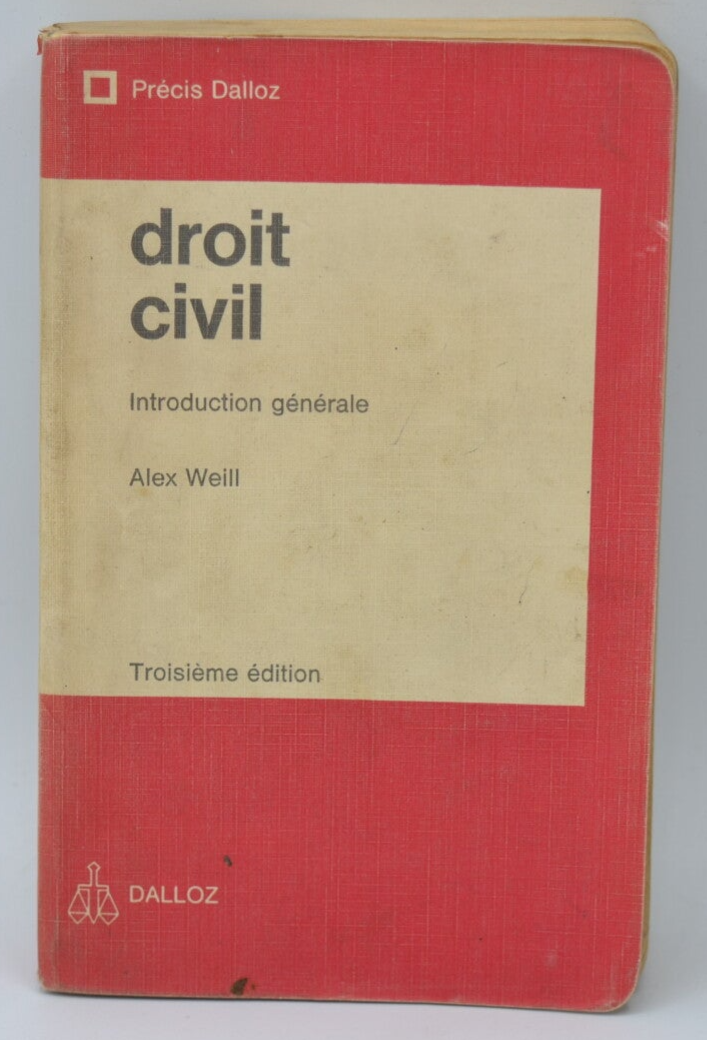 Précis Dalloz
droit
civil
Introduction générale
Alex Weill
Troisième édition
DALLOZ